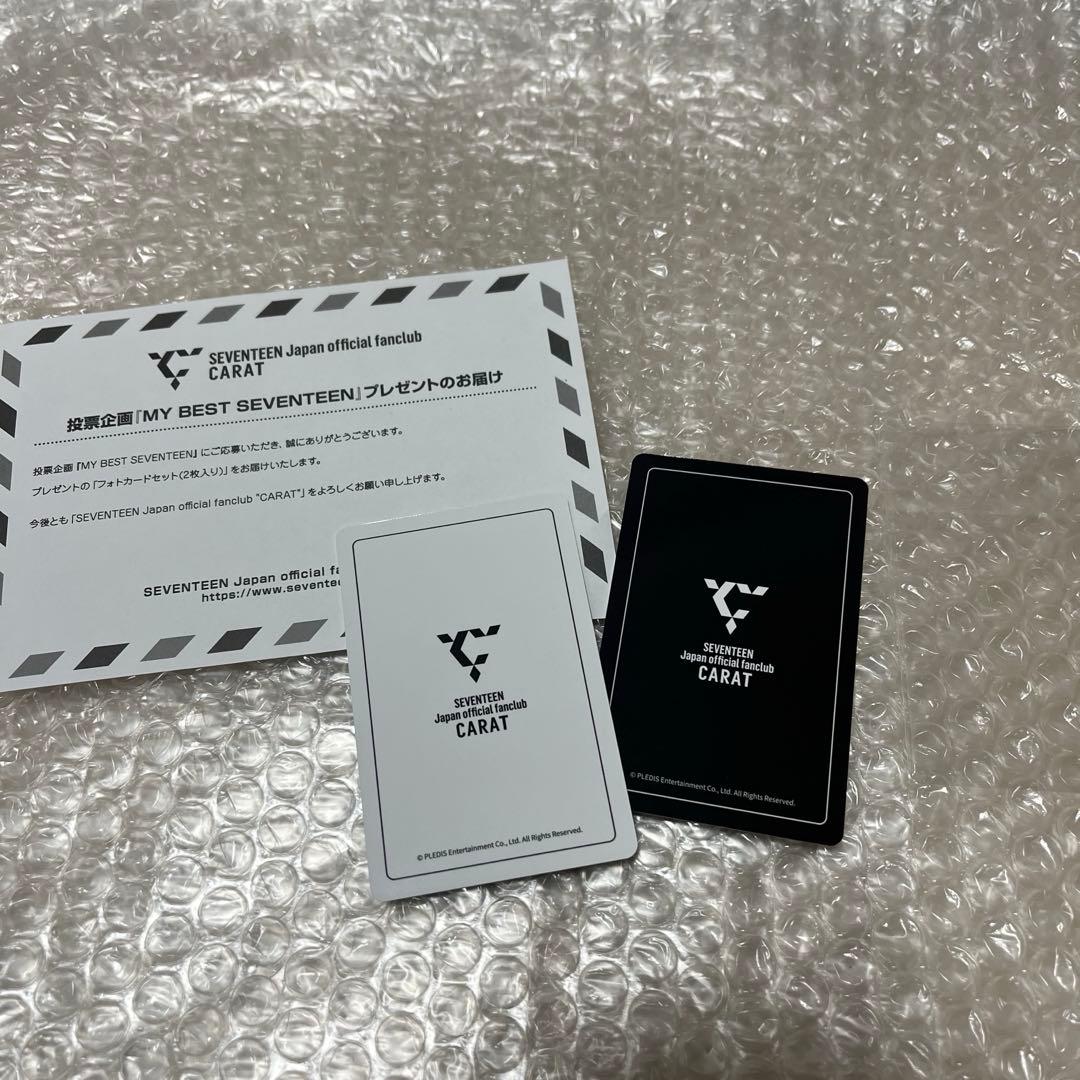 SEVENTEEN Japan official fanclub
CARAT
投票企画『MY BEST SEVENTEEN』プレゼントのお届け
投票企画『MY BEST SEVENTEEN』にご応募いただき、誠にありがとうございます。
プレゼントの「フォトカードセット(2枚入り)」をお届けいたします。
今後とも「SEVENTEEN Japan official fanclub "CARAT"」をよろしくお願い申し上げます。
SEVENTEEN Japan official
https://www.
SEVENTEEN
Japan official fanclub
CARAT
© PLEDIS Entertainment Co., Ltd. All Rights Reserved.
SEVENTEEN
Japan official fanclub
CARAT
© PLEDIS Entertainment Co., Ltd. All Rights Reserved.